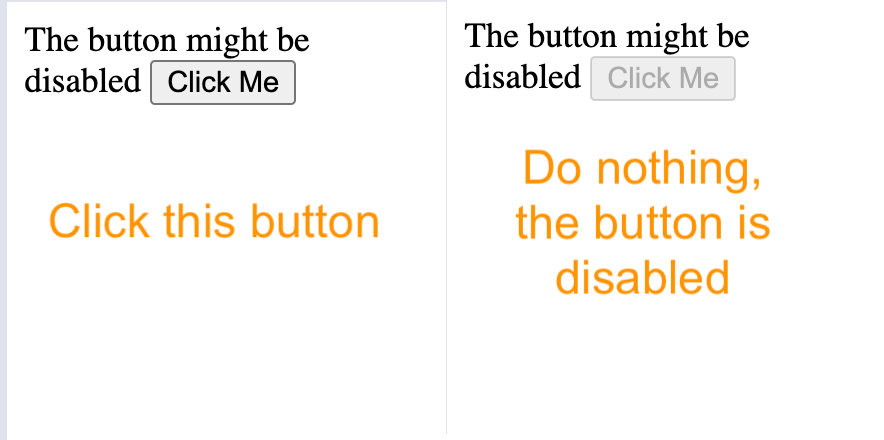 The button might be
disabled Click Me
Click this button
The button might be
disabled Click Me
Do nothing,
the button is
disabled